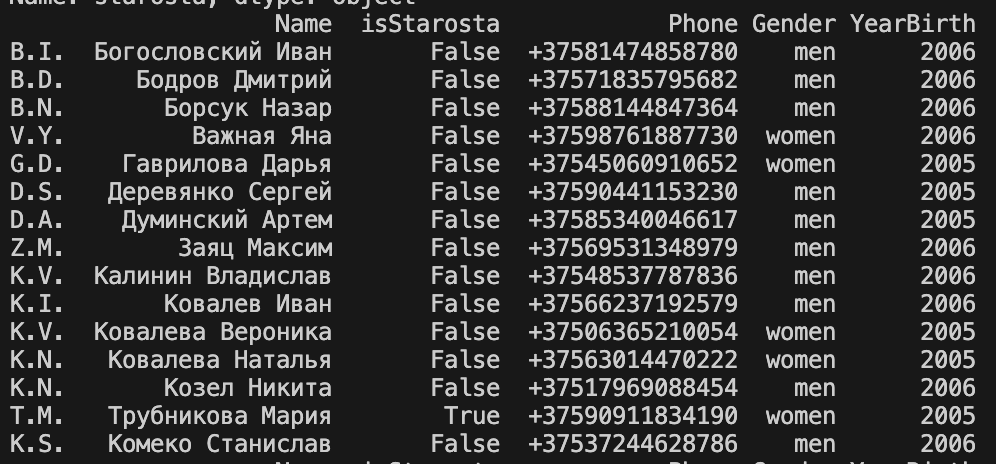 Name: starosta, dtype: object
Name isStarosta Phone Gender YearBirth
B.I. Богословский Иван False +37581474858780 men 2006
B.D. Бодров Дмитрий False +37571835795682 men 2006
B.N. Борсук Назар False +37588144847364 men 2006
V.Y. Важная Яна False +37598761887730 women 2006
G.D. Гаврилова Дарья False +37545060910652 women 2005
D.S. Деревянко Сергей False +37590441153230 men 2005
D.A. Думинский Артем False +37585340046617 men 2005
Z.M. Заяц Максим False +37569531348979 men 2006
K.V. Калинин Владислав False +37548537787836 men 2006
K.I. Ковалев Иван False +37566237192579 men 2006
K.V. Ковалева Вероника False +37506365210054 women 2005
K.N. Ковалева Наталья False +37563014470222 women 2005
K.N. Козел Никита False +37517969088454 men 2006
T.M. Трубникова Мария True +37590911834190 women 2005
K.S. Комеко Станислав False +37537244628786 men 2006
Name isStarosta Phone Gender YearBirth